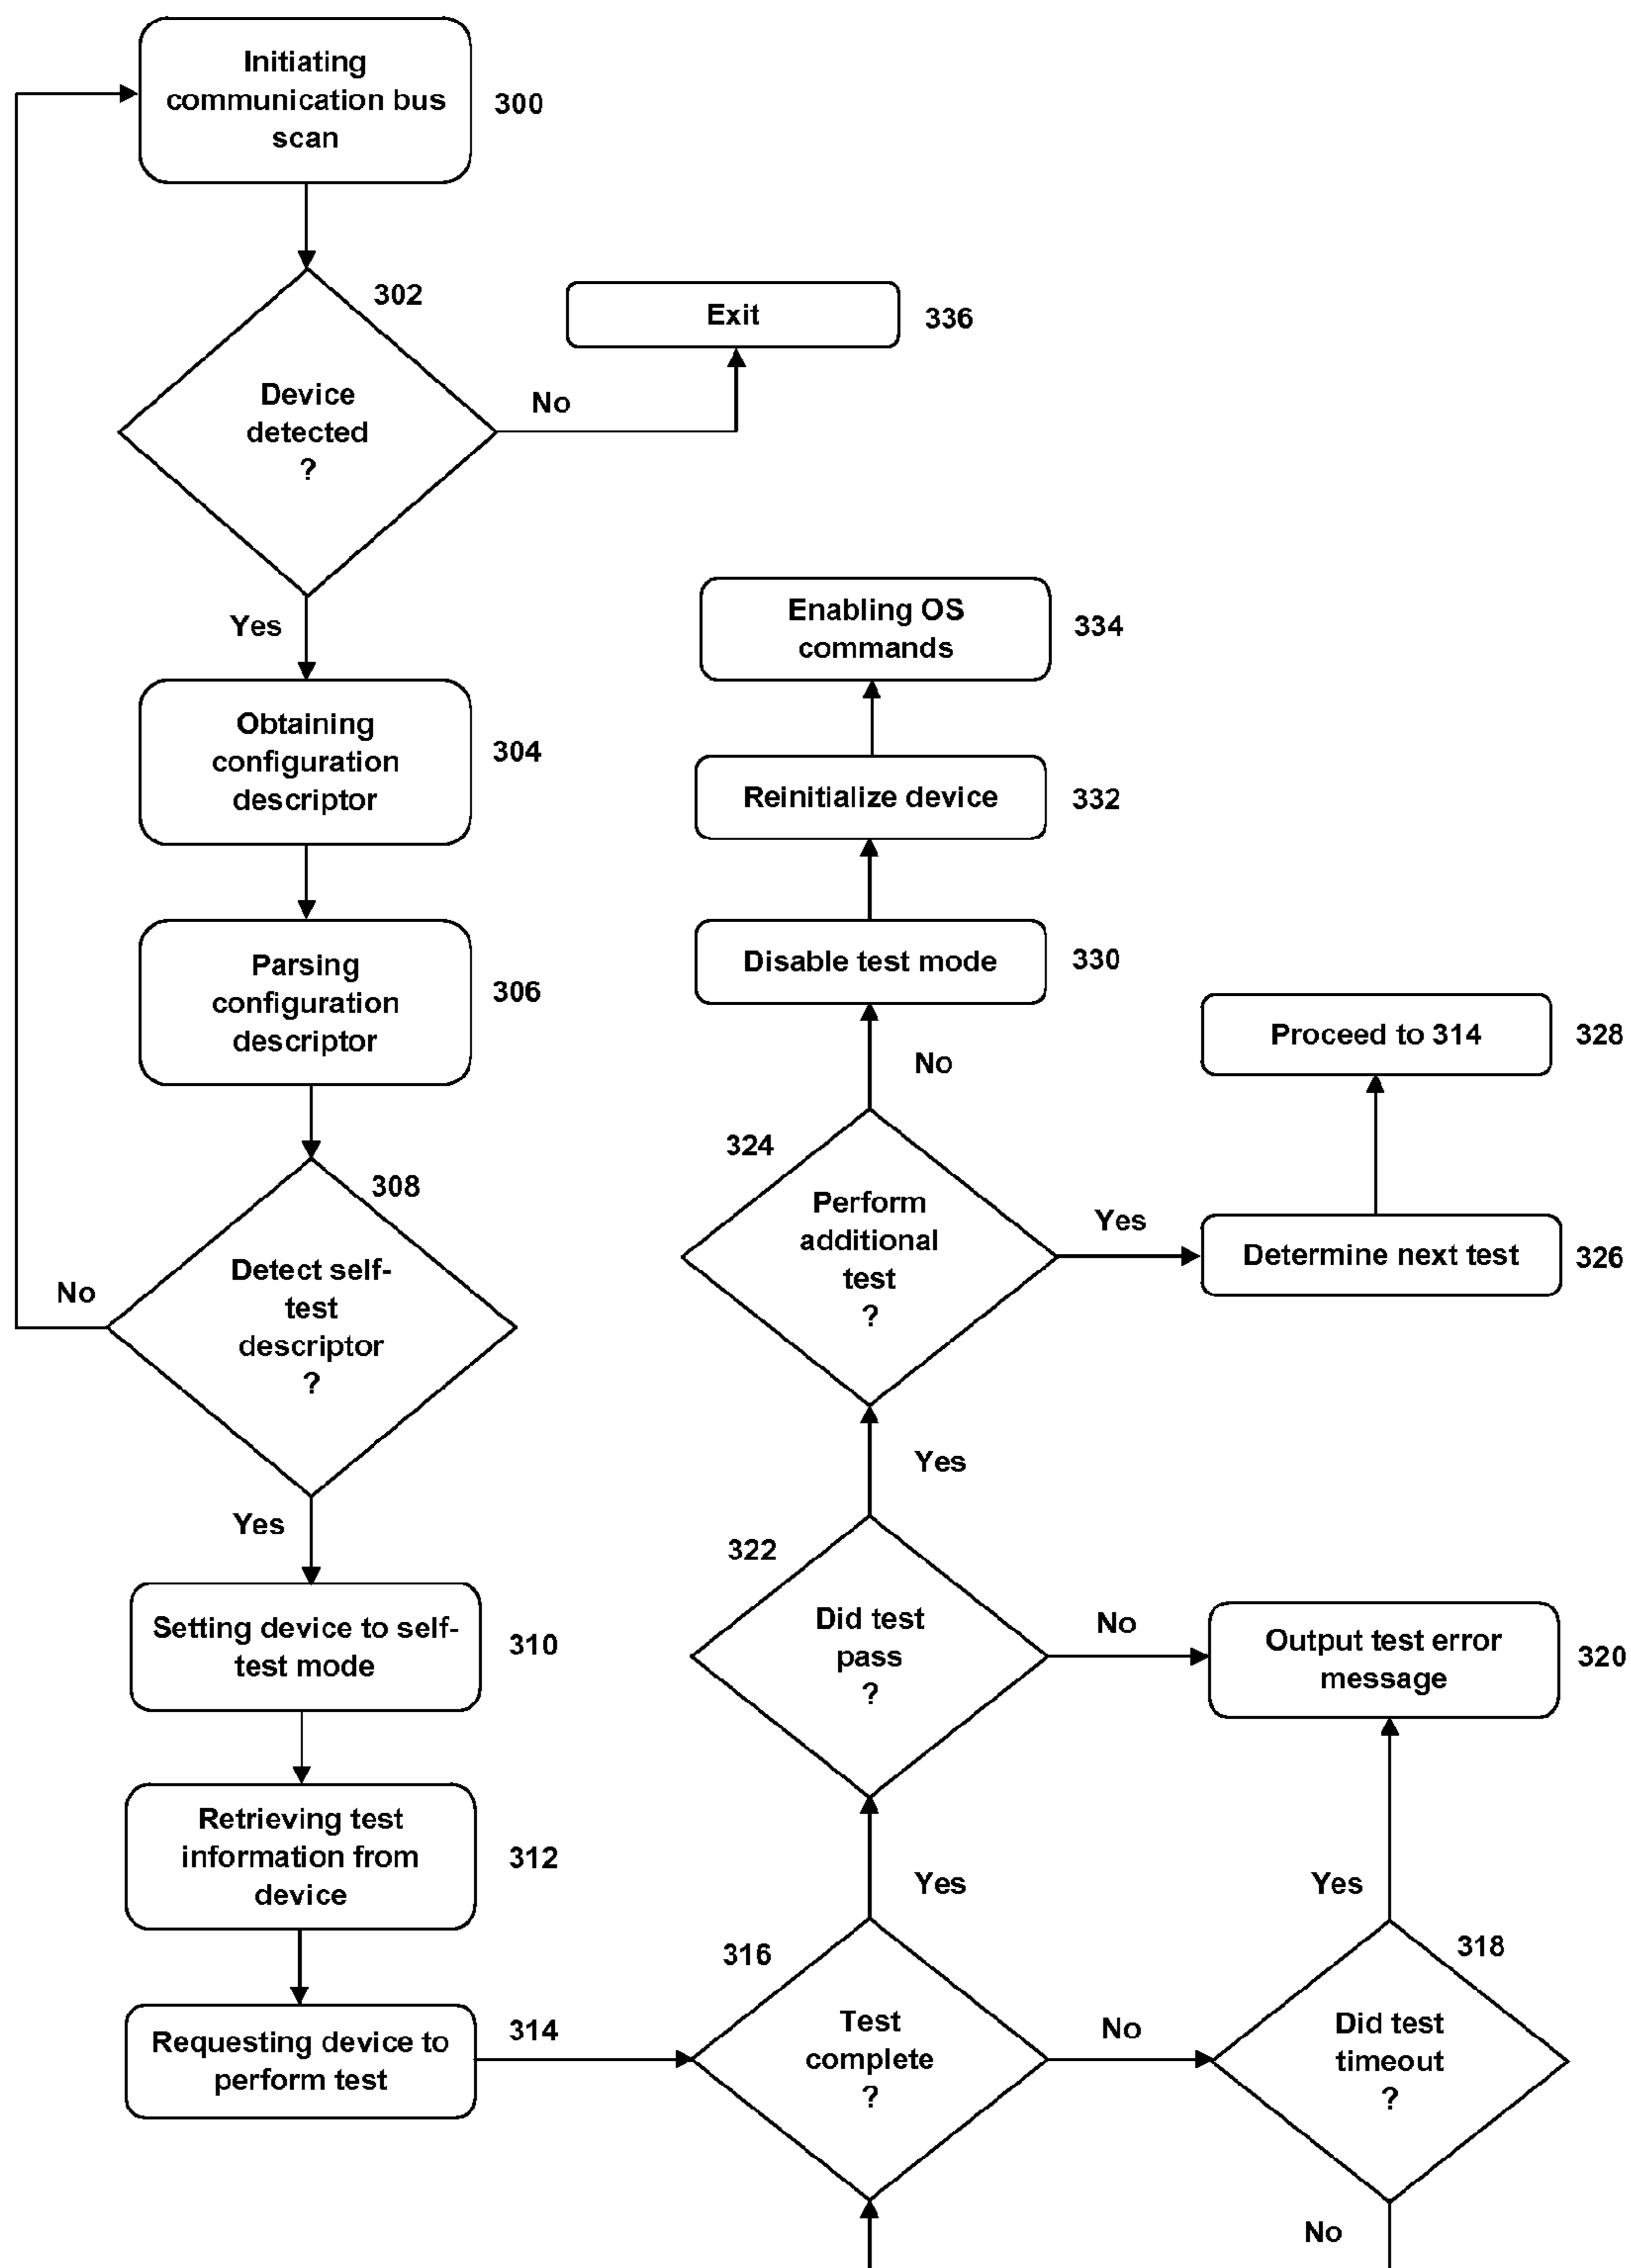 Initiating
communication bus
scan
300
302
Device
detected
?
No
Exit
336
Yes
Obtaining
configuration
descriptor
304
Parsing
configuration
descriptor
306
308
Detect self-
test
descriptor
?
No
Yes
Setting device to self-
test mode
310
Retrieving test
information from
device
312
Requesting device to
perform test
314
316
Test
complete
?
No
318
Did test
timeout
?
No
Yes
Yes
322
Did test
pass
?
No
Output test error
message
320
Yes
324
Perform
additional
test
?
Yes
Determine next test
326
Proceed to 314
328
No
Disable test mode
330
Reinitialize device
332
Enabling OS
commands
334